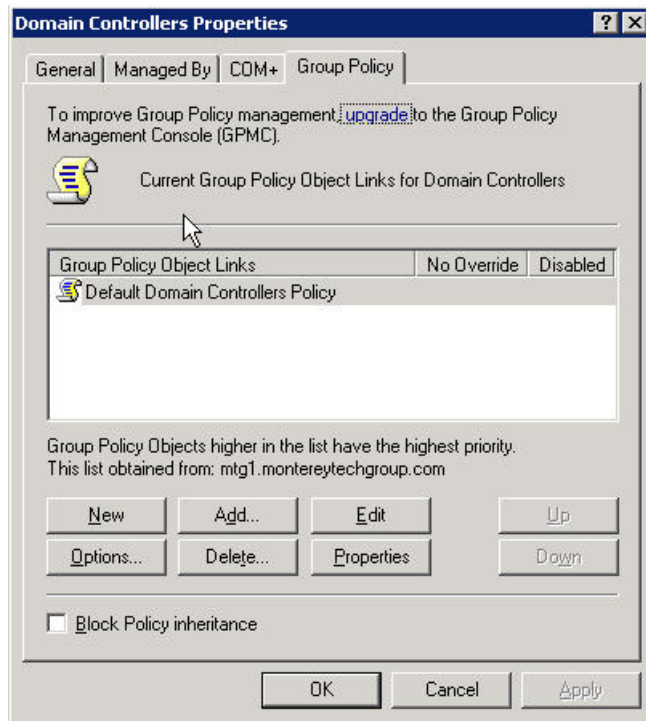 Domain Controllers Properties
General
Managed By
COM+
Group Policy
To improve Group Policy management, upgrade to the Group Policy
Management Console (GPMC).
Current Group Policy Object Links for Domain Controllers
Group Policy Object Links
No Override
Disabled
Default Domain Controllers Policy
Group Policy Objects higher in the list have the highest priority.
This list obtained from: mtg1.montereytechgroup.com
New
Add...
Edit
Up
Options...
Delete...
Properties
Down
Block Policy inheritance
OK
Cancel
Apply